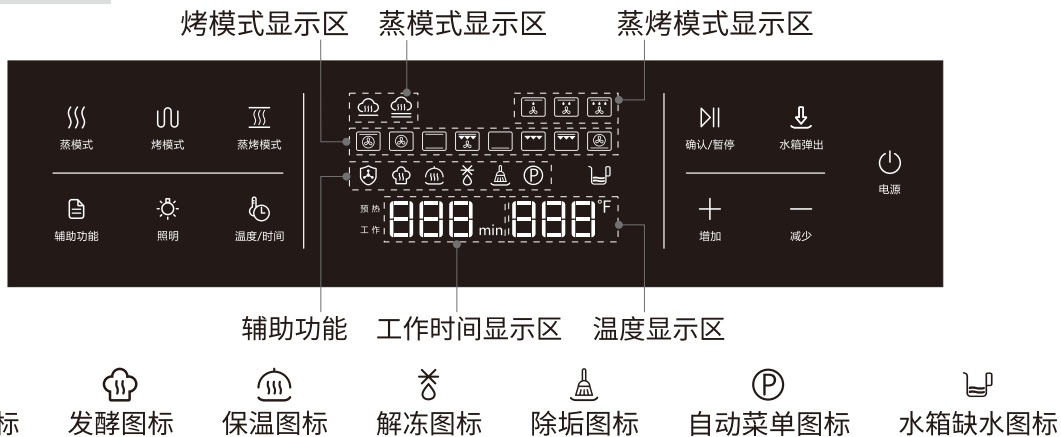 烤模式显示区 蒸模式显示区 蒸烤模式显示区
蒸模式 烤模式 蒸烤模式 确认/暂停 水箱弹出
电源
预热 888 min 888 °F
工作
辅助功能 照明 温度/时间 增加 减少
辅助功能 工作时间显示区 温度显示区
标 发酵图标 保温图标 解冻图标 除垢图标 自动菜单图标 水箱缺水图标